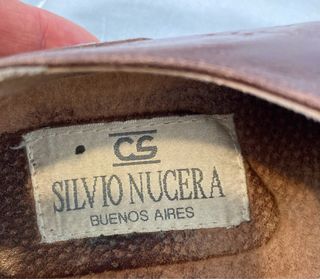 CS
SILVIO NUCERA
BUENOS AIRES